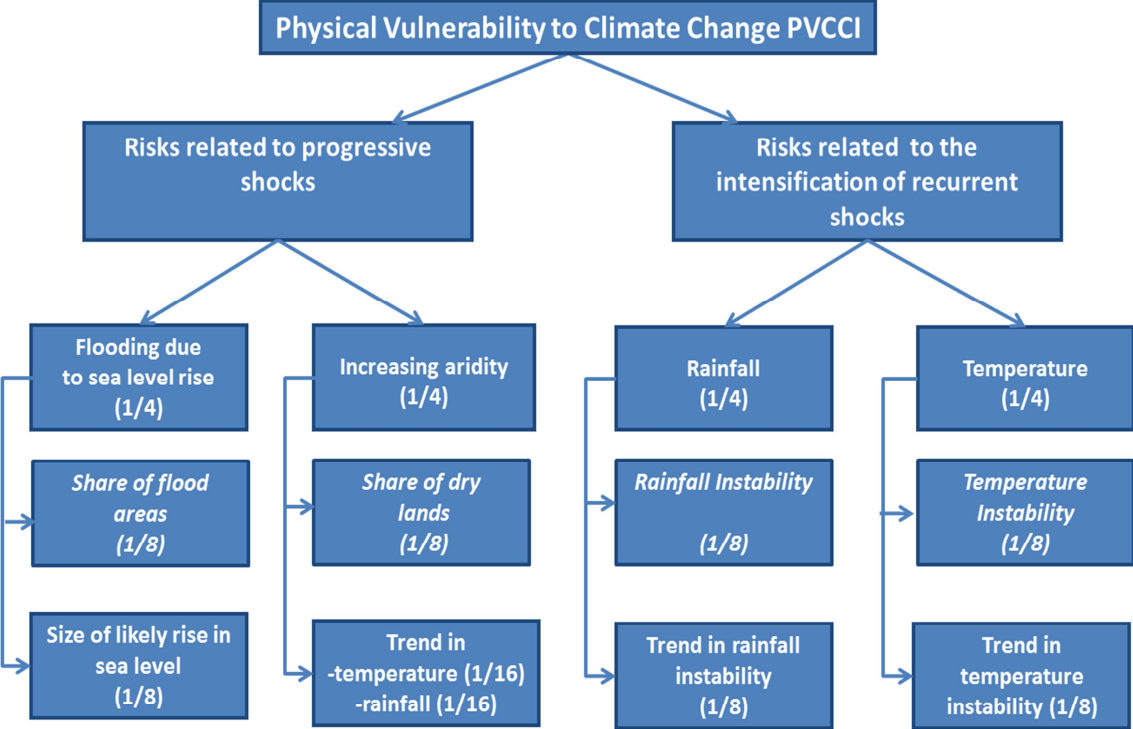 Physical Vulnerability to Climate Change PVCCI
Risks related to progressive
shocks
Risks related to the
intensification of recurrent
shocks
Flooding due
to sea level rise
(1/4)
Increasing aridity
(1/4)
Rainfall
(1/4)
Temperature
(1/4)
Share of flood
areas
(1/8)
Share of dry
lands
(1/8)
Rainfall Instability
(1/8)
Temperature
Instability
(1/8)
Size of likely rise in
sea level
(1/8)
Trend in
-temperature (1/16)
-rainfall (1/16)
Trend in rainfall
instability
(1/8)
Trend in
temperature
instability (1/8)